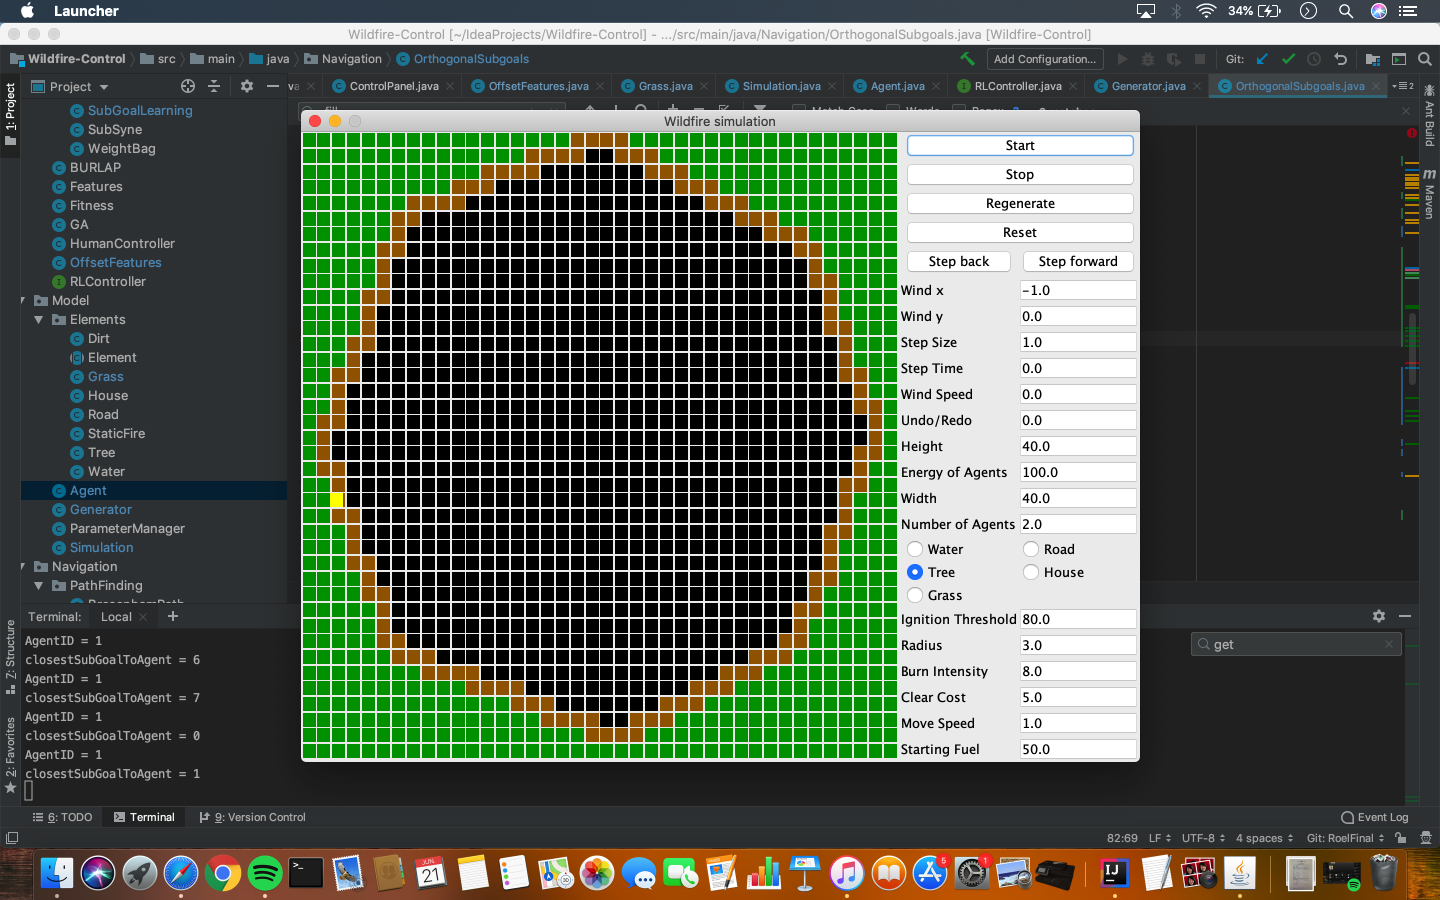 Launcher
34%
Wildfire-Control [~/IdeaProjects/Wildfire-Control] - .../src/main/java/Navigation/OrthogonalSubgoals.java [Wildfire-Control]
Wildfire-Control
src
main
java
Navigation
OrthogonalSubgoals
Add Configuration...
Git:
Project
va
ControlPanel.java
OffsetFeatures.java
Grass.java
Simulation.java
Agent.java
RLController.java
Generator.java
OrthogonalSubgoals.java
2
1: Project
Ant Build
Maven
SubGoalLearning
SubSyne
WeightBag
BURLAP
Features
Fitness
GA
HumanController
OffsetFeatures
RLController
Model
Elements
Dirt
Element
Grass
House
Road
StaticFire
Tree
Water
Agent
Generator
ParameterManager
Simulation
Navigation
PathFinding
Wildfire simulation
Start
Stop
Regenerate
Reset
Step back
Step forward
Wind x
-1.0
Wind y
0.0
Step Size
1.0
Step Time
0.0
Wind Speed
0.0
Undo/Redo
0.0
Height
40.0
Energy of Agents
100.0
Width
40.0
Number of Agents
2.0
Water
Road
Tree
House
Grass
Ignition Threshold
80.0
Radius
3.0
Burn Intensity
8.0
Clear Cost
5.0
Move Speed
1.0
Starting Fuel
50.0
Terminal:
Local
get
AgentID = 1
closestSubGoalToAgent = 6
AgentID = 1
closestSubGoalToAgent = 7
AgentID = 1
closestSubGoalToAgent = 0
AgentID = 1
closestSubGoalToAgent = 1
Z: Structure
2: Favorites
6: TODO
Terminal
9: Version Control
Event Log
82:69
LF
UTF-8
4 spaces
Git: RoelFinal
JUN
21
5
1
IJ